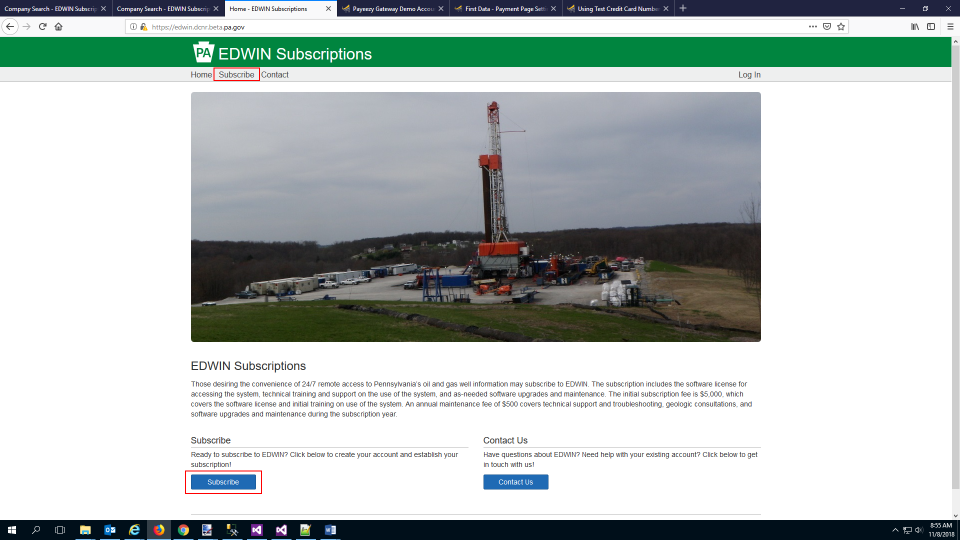 Company Search - EDWIN Subscrip
Company Search - EDWIN Subscrip
Home - EDWIN Subscriptions
Payeezy Gateway Demo Accou
First Data - Payment Page Setti
Using Test Credit Card Number
https://edwin.dcnr.beta.pa.gov
PA EDWIN Subscriptions
Home Subscribe Contact Log In
EDWIN Subscriptions
Those desiring the convenience of 24/7 remote access to Pennsylvania's oil and gas well information may subscribe to EDWIN. The subscription includes the software license for
accessing the system, technical training and support on the use of the system, and as-needed software upgrades and maintenance. The initial subscription fee is $5,000, which
covers the software license and initial training on use of the system. An annual maintenance fee of $500 covers technical support and troubleshooting, geologic consultations, and
software upgrades and maintenance during the subscription year.
Subscribe
Ready to subscribe to EDWIN? Click below to create your account and establish your
subscription!
Subscribe
Contact Us
Have questions about EDWIN? Need help with your existing account? Click below to get
in touch with us!
Contact Us
8:55 AM
11/8/2018